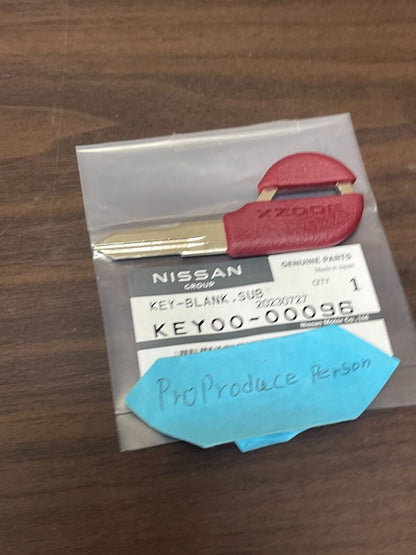 300ZX
NISSAN
GROUP
GENUINE PARTS
Made in Japan
KEY-BLANK,SUB
QTY 1
20230727
KEY00-00096
Nissan Motor Co., Ltd
ProProduce Person